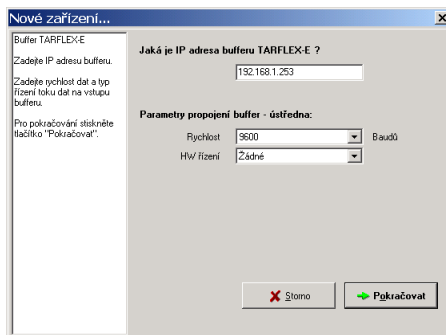 Nové zařízení...
Buffer TARFLEX-E
Zadejte IP adresu bufferu.
Zadejte rychlost dat a typ
řízení toku dat na vstupu
bufferu.
Pro pokračování stiskněte
tlačítko "Pokračovat".
Jaká je IP adresa bufferu TARFLEX-E ?
192.168.1.253
Parametry propojení buffer - ústředna:
Rychlost 9600 Baudů
HW řízení Žádné
Storno Pokračovat